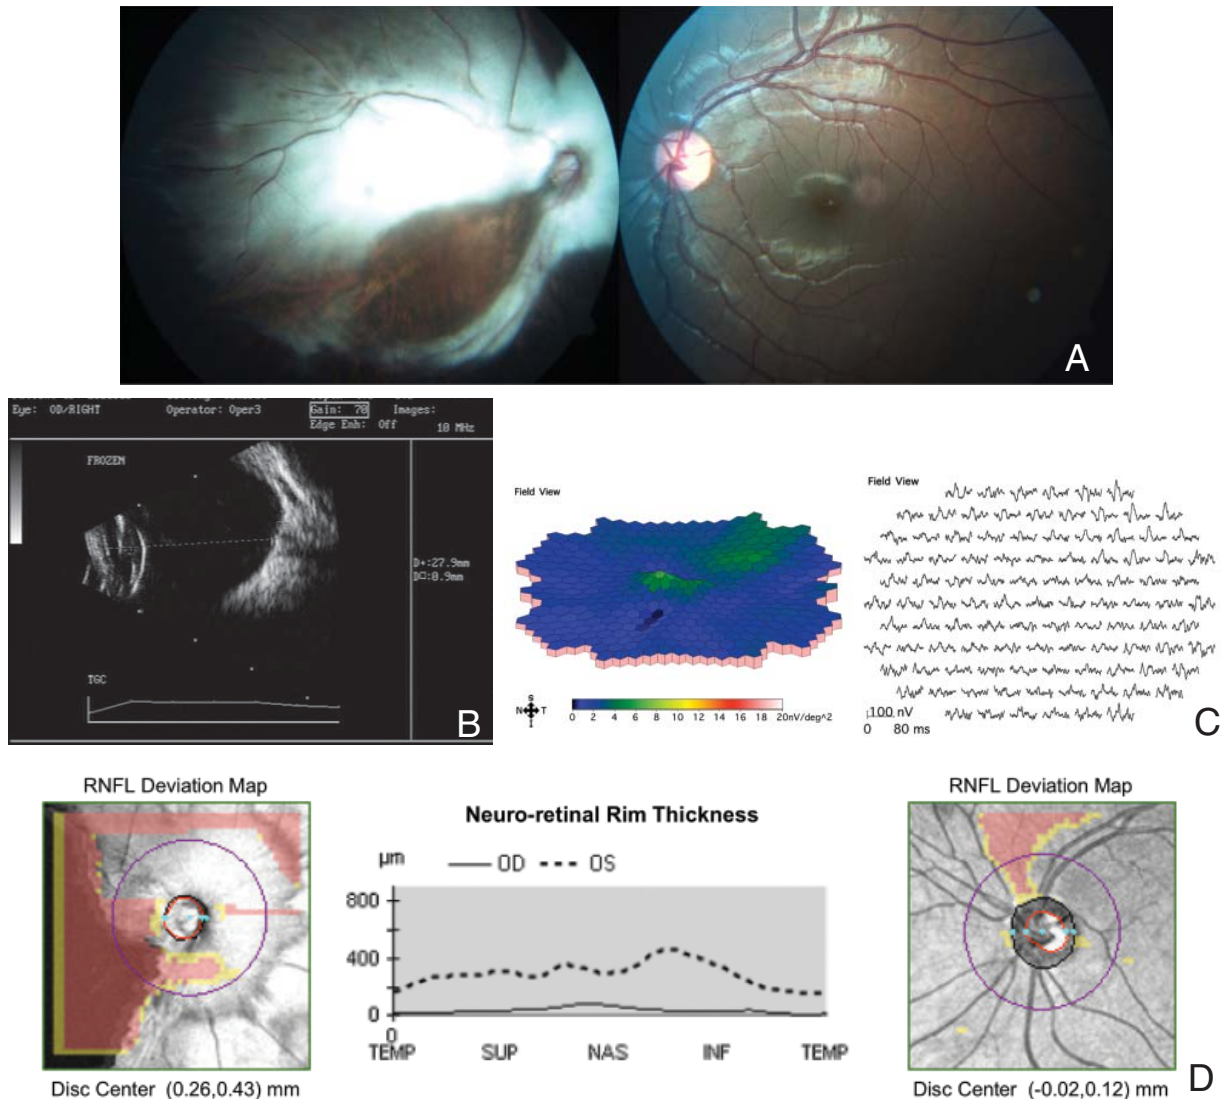 A
Eye: OD/RIGHT
Operator: Oper3
Gain: 70
Images:
Edge Enh: Off
10 MHz
FROZEN
D+:27.9mm
D□:0.9mm
TGC
B
Field View
S
N T
I
0 2 4 6 8 10 12 14 16 18 20nV/deg^2
Field View
100 nV
0 80 ms
C
RNFL Deviation Map
Disc Center (0.26,0.43) mm
Neuro-retinal Rim Thickness
μm OD OS
800
400
0
0
TEMP SUP NAS INF TEMP
RNFL Deviation Map
Disc Center (-0.02,0.12) mm
D